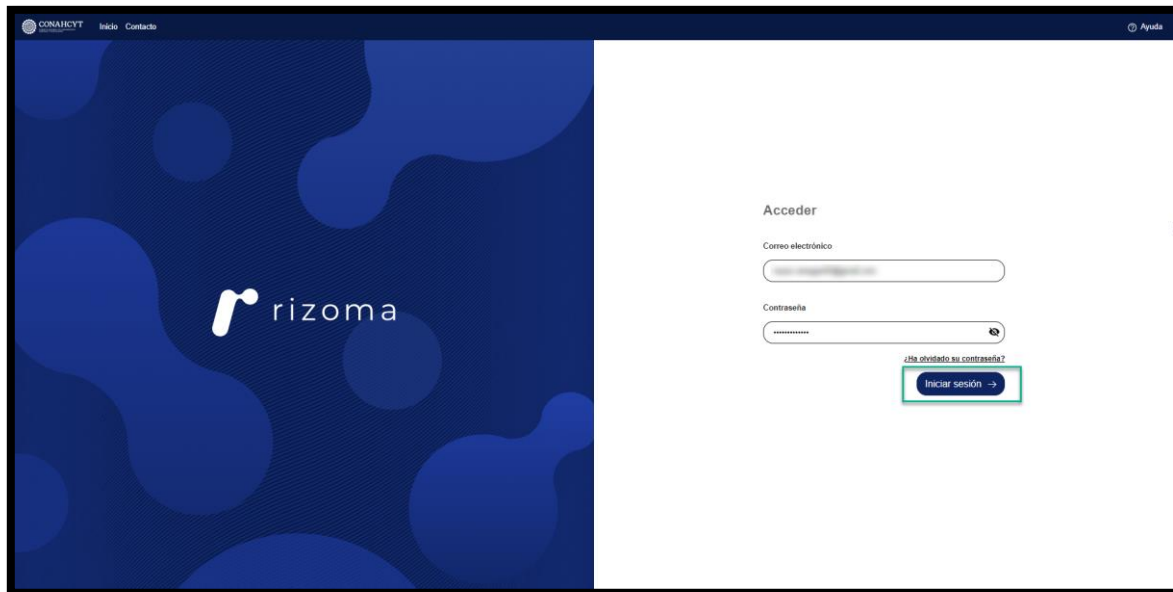 CONAHCYT Inicio Contacto
Ayuda
rizoma
Acceder
Correo electrónico
Contraseña
¿Ha olvidado su contraseña?
Iniciar sesión →